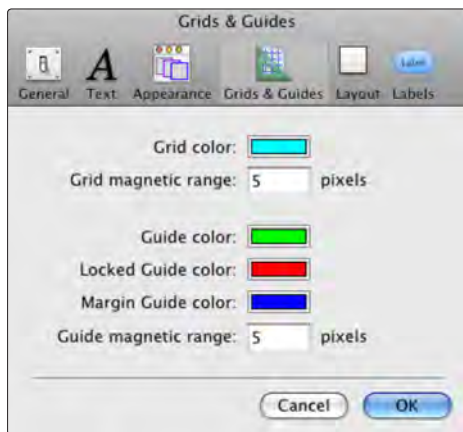 Grids & Guides
General Text Appearance Grids & Guides Layout Labels
Grid color:
Grid magnetic range: 5 pixels
Guide color:
Locked Guide color:
Margin Guide color:
Guide magnetic range: 5 pixels
Cancel OK